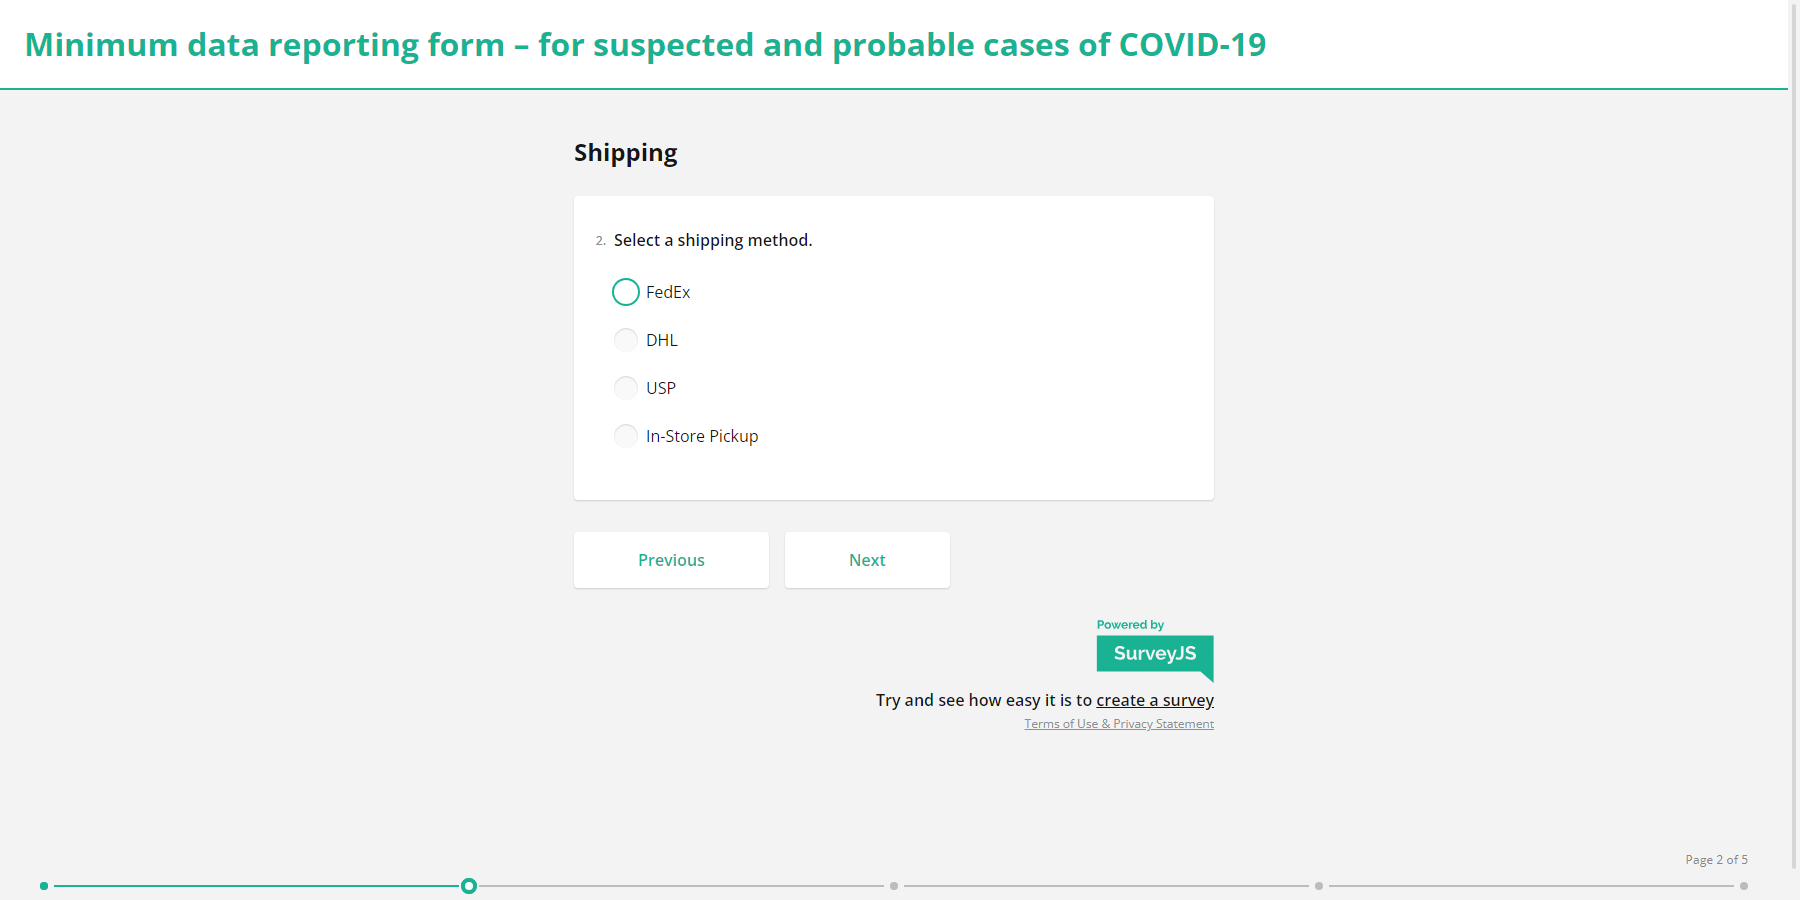 Minimum data reporting form – for suspected and probable cases of COVID-19
Shipping
2. Select a shipping method.
FedEx
DHL
USP
In-Store Pickup
Previous
Next
Powered by
SurveyJS
Try and see how easy it is to create a survey
Terms of Use & Privacy Statement
Page 2 of 5